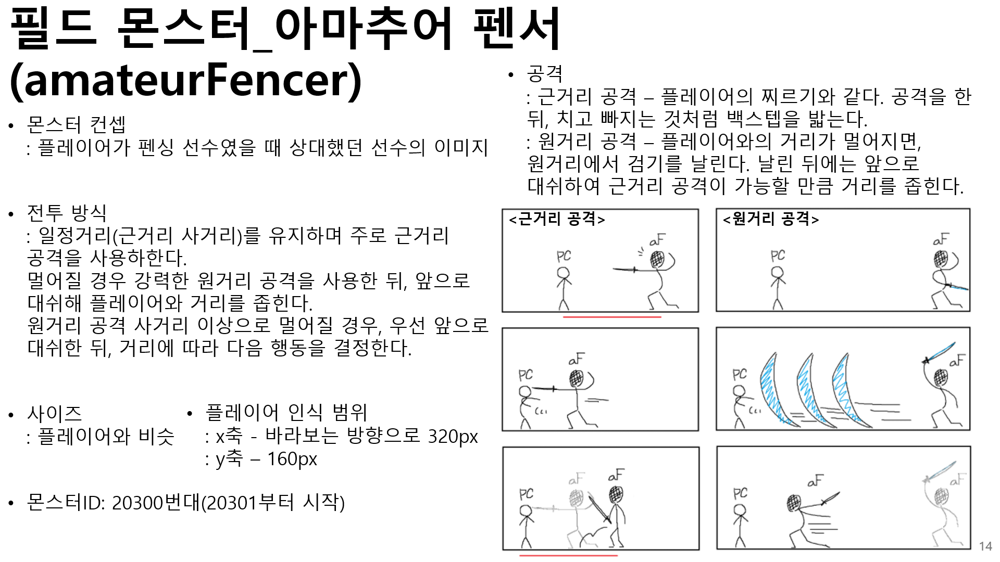 필드 몬스터_아마추어 펜서
(amateurFencer)
• 몬스터 컨셉
: 플레이어가 펜싱 선수였을 때 상대했던 선수의 이미지
• 전투 방식
: 일정거리(근거리 사거리)를 유지하며 주로 근거리
공격을 사용하한다.
멀어질 경우 강력한 원거리 공격을 사용한 뒤, 앞으로
대쉬해 플레이어와 거리를 좁힌다.
원거리 공격 사거리 이상으로 멀어질 경우, 우선 앞으로
대쉬한 뒤, 거리에 따라 다음 행동을 결정한다.
• 사이즈
: 플레이어와 비슷
• 플레이어 인식 범위
: x축 - 바라보는 방향으로 320px
: y축 – 160px
• 몬스터ID: 20300번대(20301부터 시작)
• 공격
: 근거리 공격 – 플레이어의 찌르기와 같다. 공격을 한
뒤, 치고 빠지는 것처럼 백스텝을 밟는다.
: 원거리 공격 – 플레이어와의 거리가 멀어지면,
원거리에서 검기를 날린다. 날린 뒤에는 앞으로
대쉬하여 근거리 공격이 가능할 만큼 거리를 좁힌다.
<근거리 공격>
PC
aF
PC
aF
PC
aF
aF
<원거리 공격>
PC
aF
PC
aF
PC
aF
aF
14